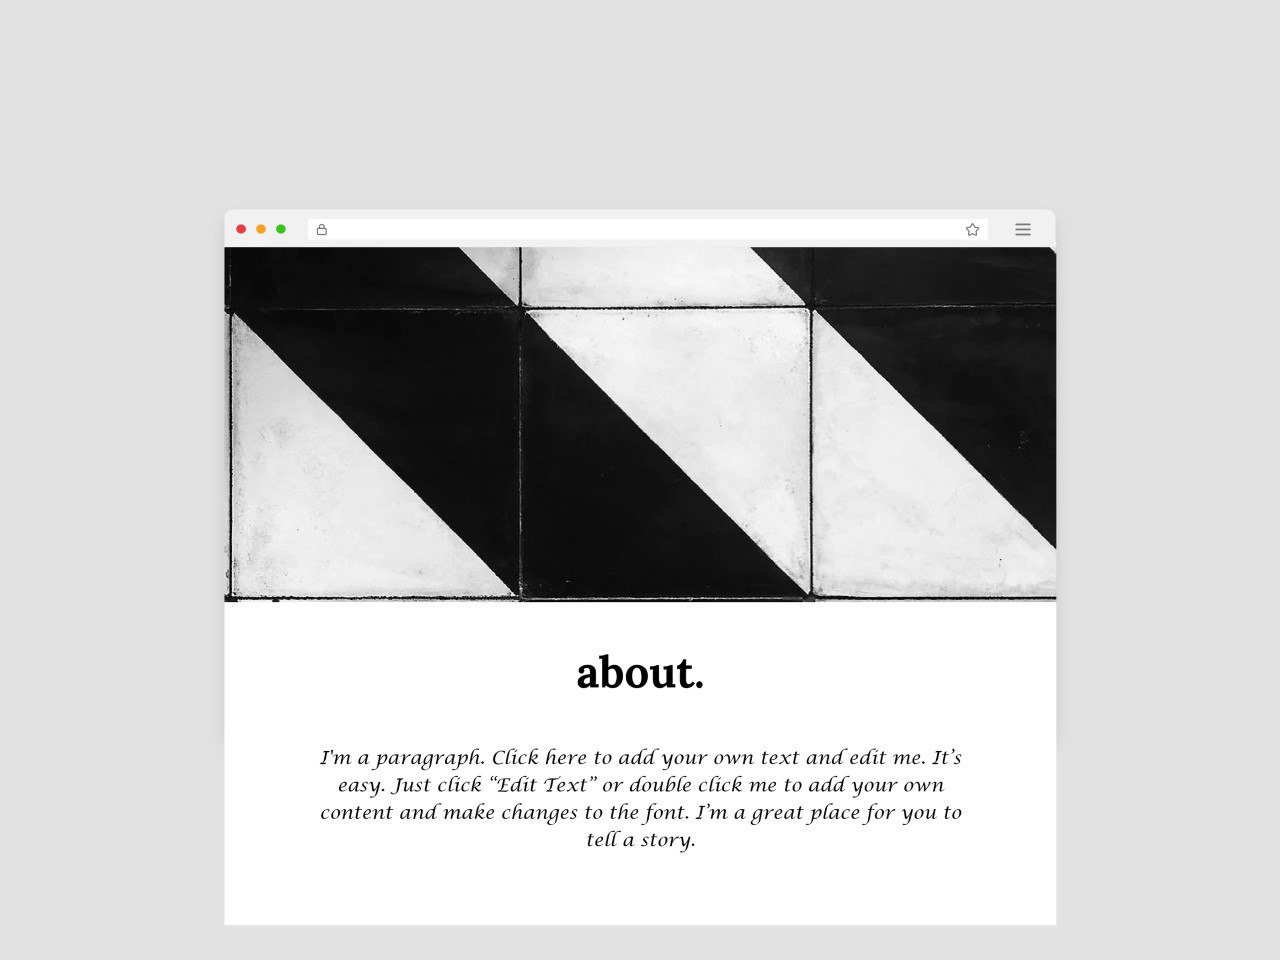 about.
I'm a paragraph. Click here to add your own text and edit me. It's
easy. Just click “Edit Text” or double click me to add your own
content and make changes to the font. I'm a great place for you to
tell a story.